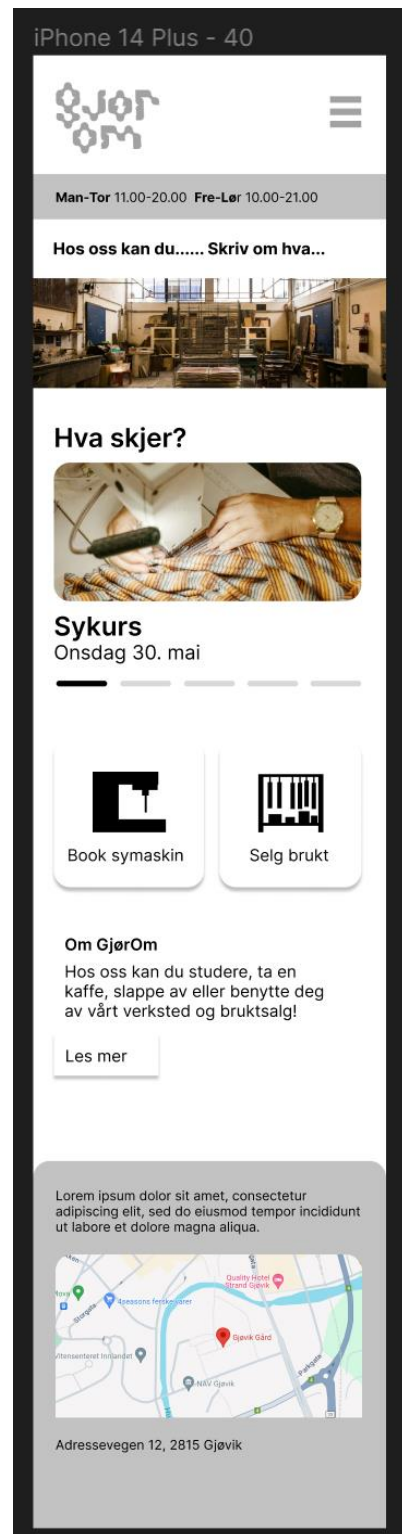 iPhone 14 Plus - 40
gjør
om
Man-Tor 11.00-20.00 Fre-Lør 10.00-21.00
Hos oss kan du...... Skriv om hva...
Hva skjer?
Sykurs
Onsdag 30. mai
Book symaskin
Selg brukt
Om GjørOm
Hos oss kan du studere, ta en
kaffe, slappe av eller benytte deg
av vårt verksted og bruktsalg!
Les mer
Lorem ipsum dolor sit amet, consectetur
adipiscing elit, sed do eiusmod tempor incididunt
ut labore et dolore magna aliqua.
Quality Hotel
Strand Gjøvik
4seasons ferske varer
Storgata
Gjøvik Gård
Vitensenteret Innlandet
NAV Gjøvik
Parkgata
Adressevegen 12, 2815 Gjøvik